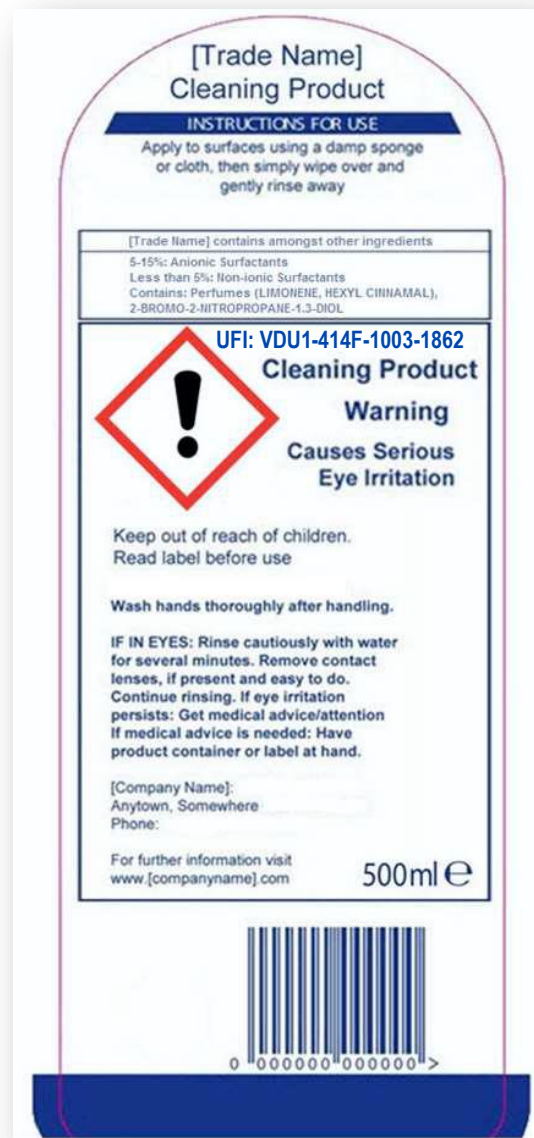 [Trade Name]
Cleaning Product
INSTRUCTIONS FOR USE
Apply to surfaces using a damp sponge
or cloth, then simply wipe over and
gently rinse away
[Trade Name] contains amongst other ingredients
5-15%: Anionic Surfactants
Less than 5%: Non-ionic Surfactants
Contains: Perfumes (LIMONENE, HEXYL CINNAMAL),
2-BROMO-2-NITROPROPANE-1.3-DIOL
UFI: VDU1-414F-1003-1862
Cleaning Product
!
Warning
Causes Serious
Eye Irritation
Keep out of reach of children.
Read label before use
Wash hands thoroughly after handling.
IF IN EYES: Rinse cautiously with water
for several minutes. Remove contact
lenses, if present and easy to do.
Continue rinsing. If eye irritation
persists: Get medical advice/attention
If medical advice is needed: Have
product container or label at hand.
[Company Name]:
Anytown, Somewhere
Phone:
For further information visit
www.[companyname].com
500ml ℮
0 000000 000000 >